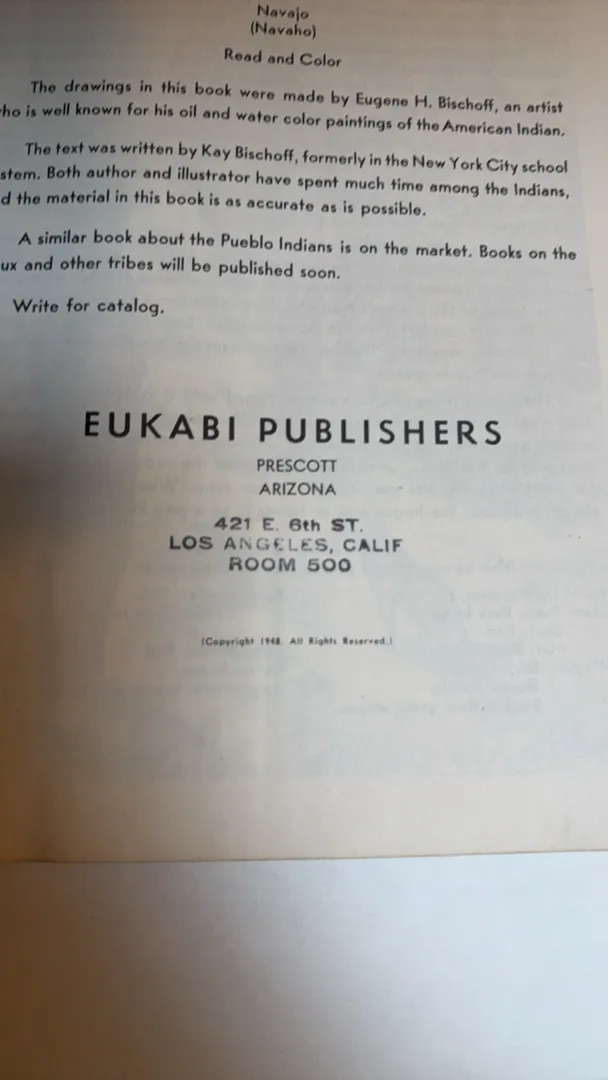 Navajo
(Navaho)
Read and Color
The drawings in this book were made by Eugene H. Bischoff, an artist
who is well known for his oil and water color paintings of the American Indian.
The text was written by Kay Bischoff, formerly in the New York City school
stem. Both author and illustrator have spent much time among the Indians,
d the material in this book is as accurate as is possible.
A similar book about the Pueblo Indians is on the market. Books on the
ux and other tribes will be published soon.
Write for catalog.
EUKABI PUBLISHERS
PRESCOTT
ARIZONA
421 E. 6th ST.
LOS ANGELES, CALIF
ROOM 500
(Copyright 1948. All Rights Reserved.)